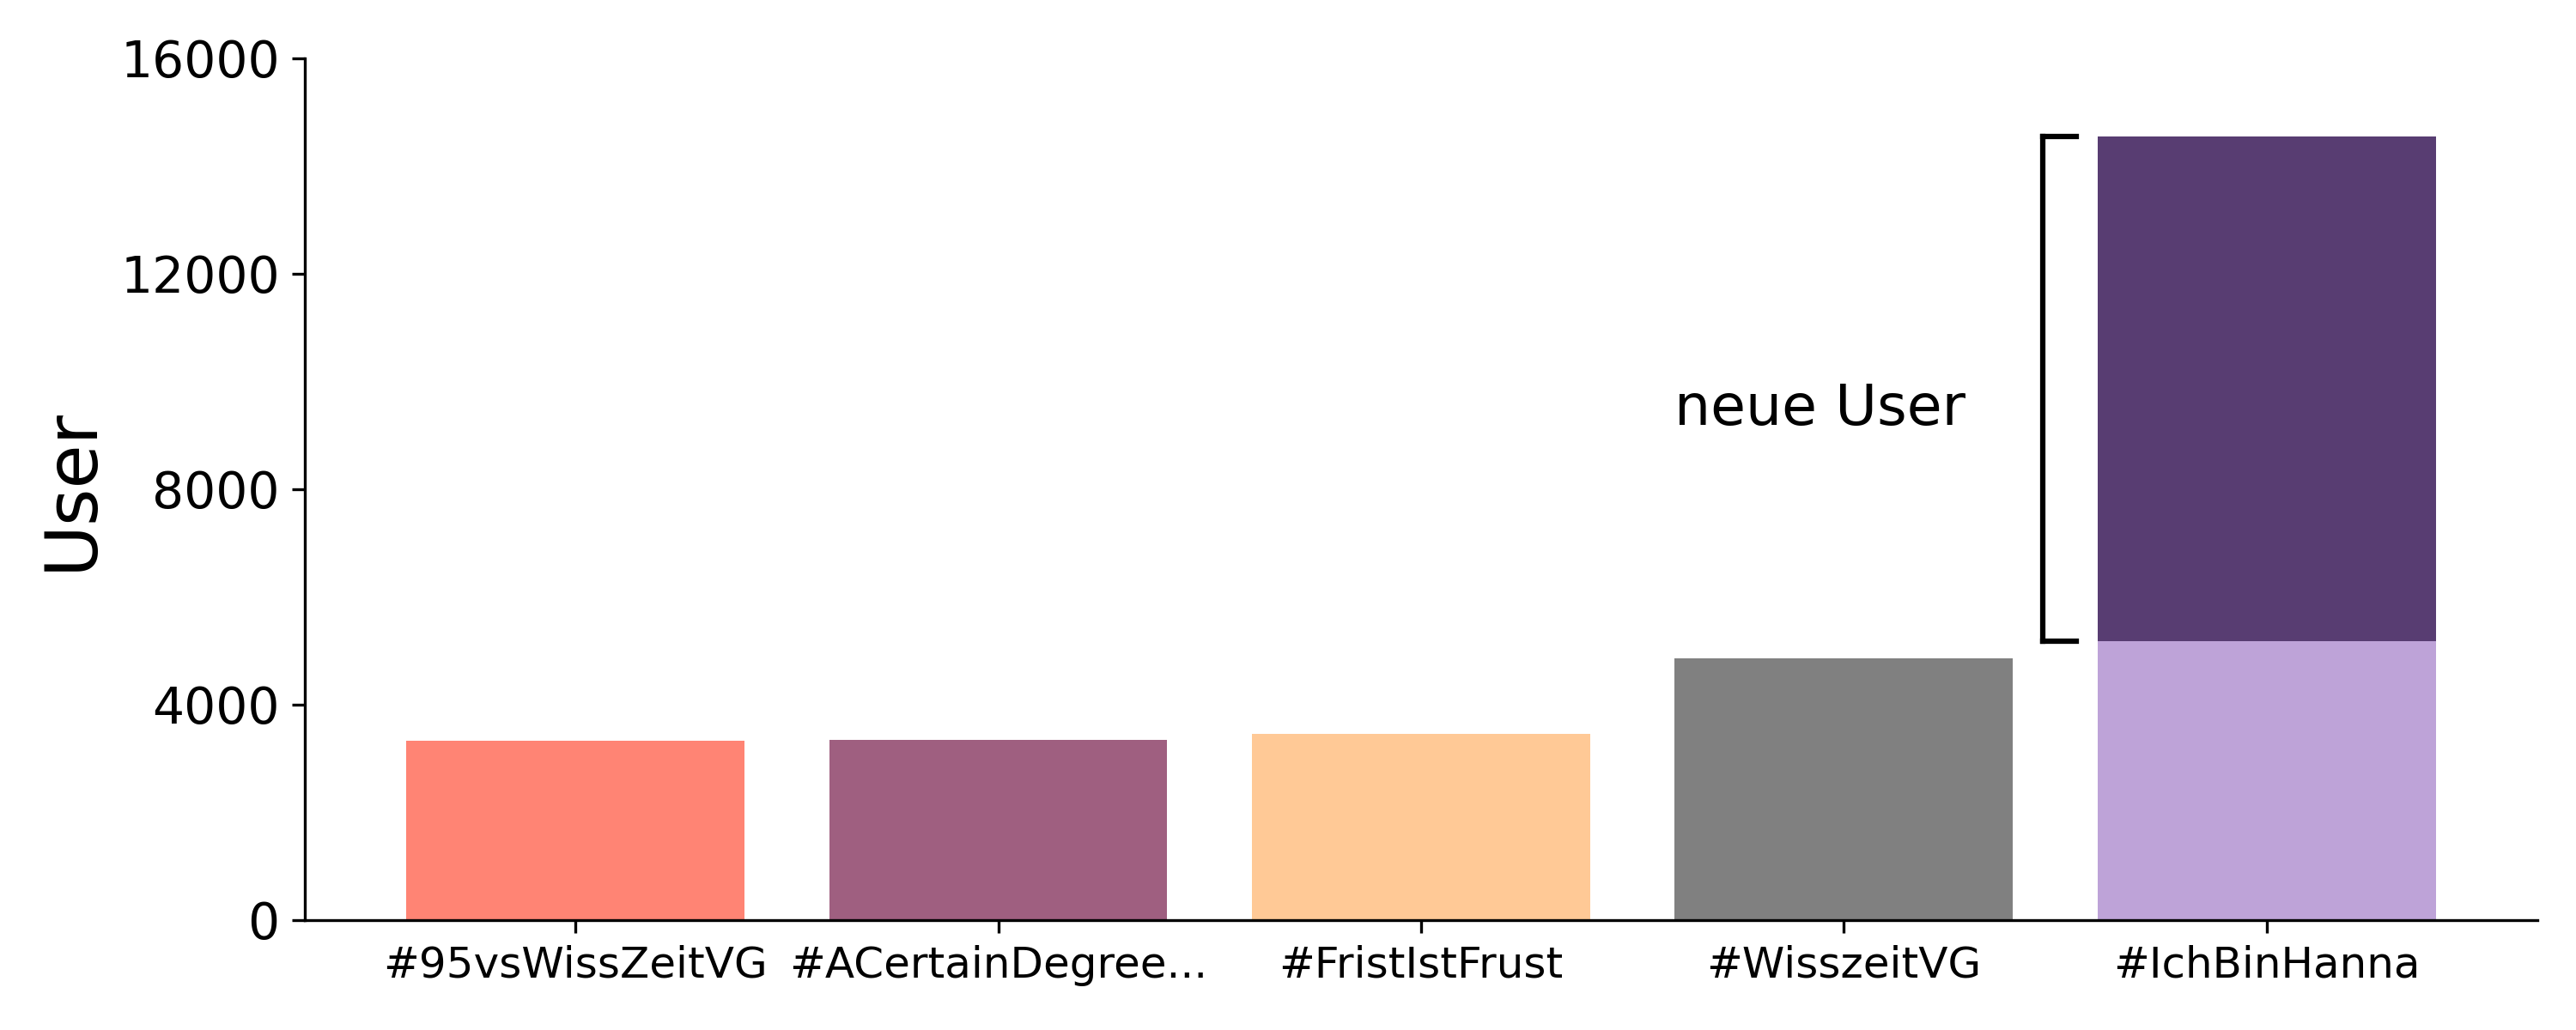 User
16000
12000
8000
4000
0
neue User
#95vsWissZeitVG
#ACertainDegree...
#FristIstFrust
#WisszeitVG
#IchBinHanna